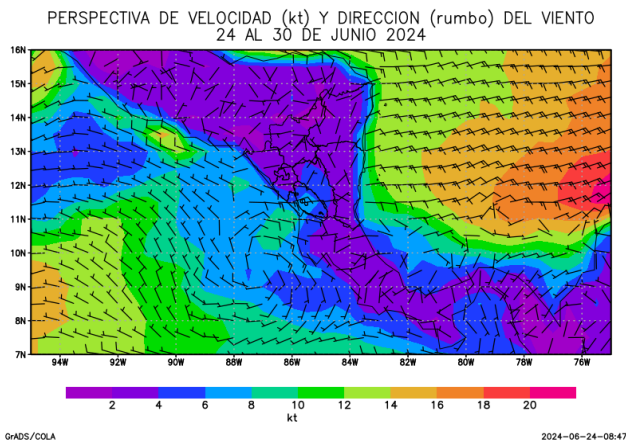 PERSPECTIVA DE VELOCIDAD (kt) Y DIRECCION (rumbo) DEL VIENTO
24 AL 30 DE JUNIO 2024
16N
15N
14N
13N
12N
11N
10N
9N
8N
7N
94W 92W 90W 88W 86W 84W 82W 80W 78W 76W
2 4 6 8 10 12 14 16 18 20
kt
GrADS/COLA 2024-06-24-08:47